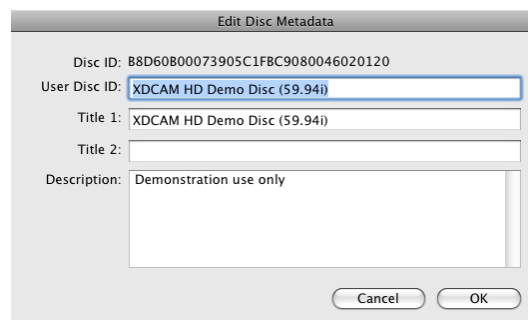 Edit Disc Metadata
Disc ID: B8D60B00073905C1FBC9080046020120
User Disc ID: XDCAM HD Demo Disc (59.94i)
Title 1: XDCAM HD Demo Disc (59.94i)
Title 2:
Description: Demonstration use only
Cancel OK